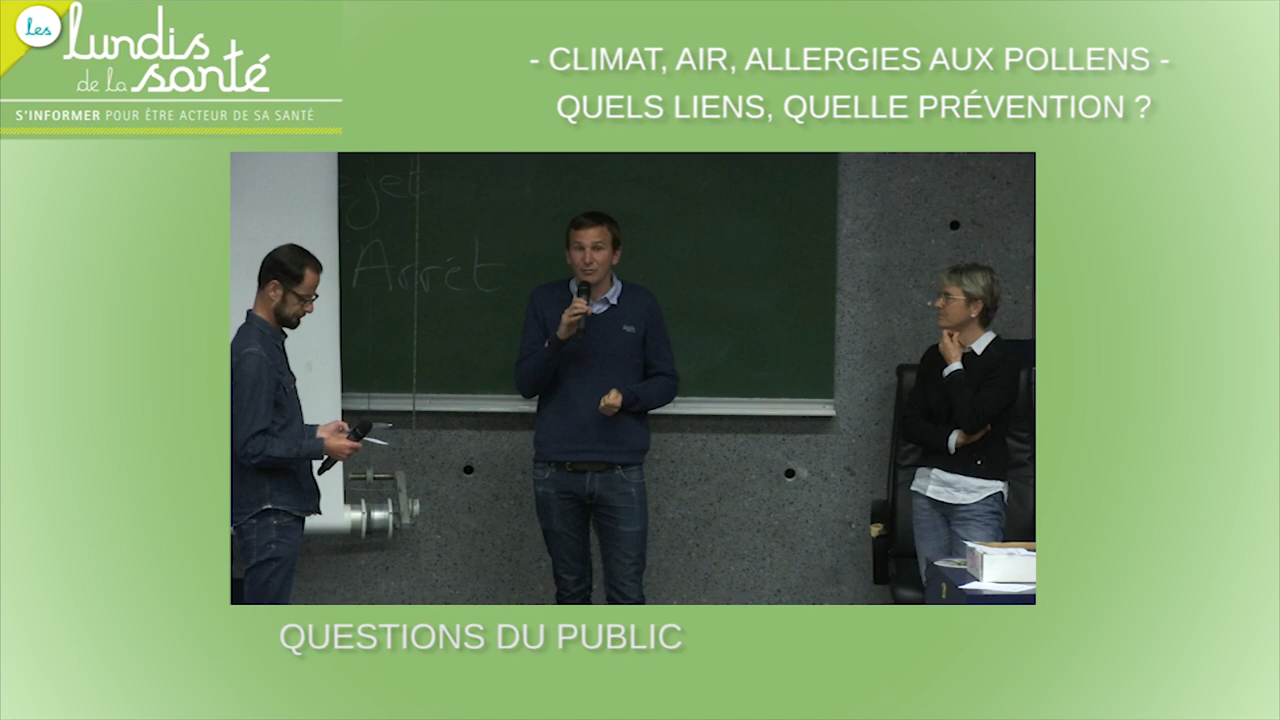 les
lundis
de la santé
S'INFORMER POUR ÊTRE ACTEUR DE SA SANTÉ
- CLIMAT, AIR, ALLERGIES AUX POLLENS -
QUELS LIENS, QUELLE PRÉVENTION ?
Arrêt
QUESTIONS DU PUBLIC